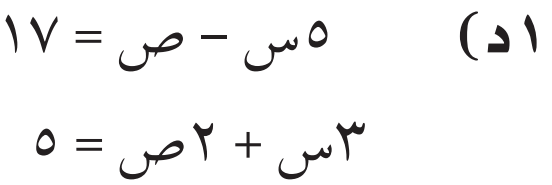 ١د) ٥س − ص = ١٧
٣س + ٢ص = ٥